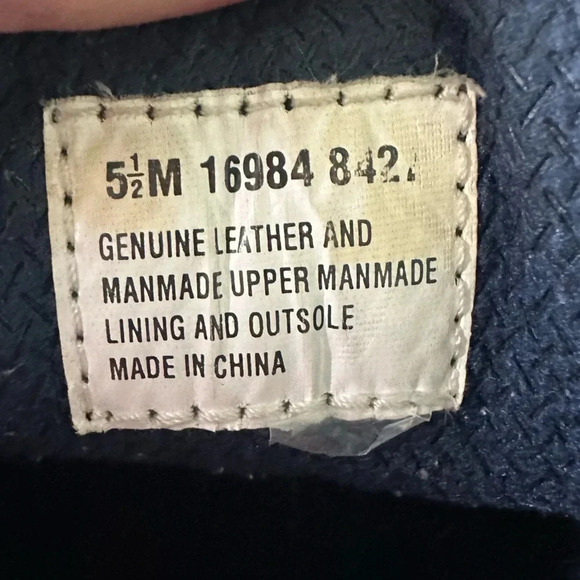 5½M 16984
GENUINE LEATHER AND
MANMADE UPPER MANMADE
LINING AND OUTSOLE
MADE IN CHINA